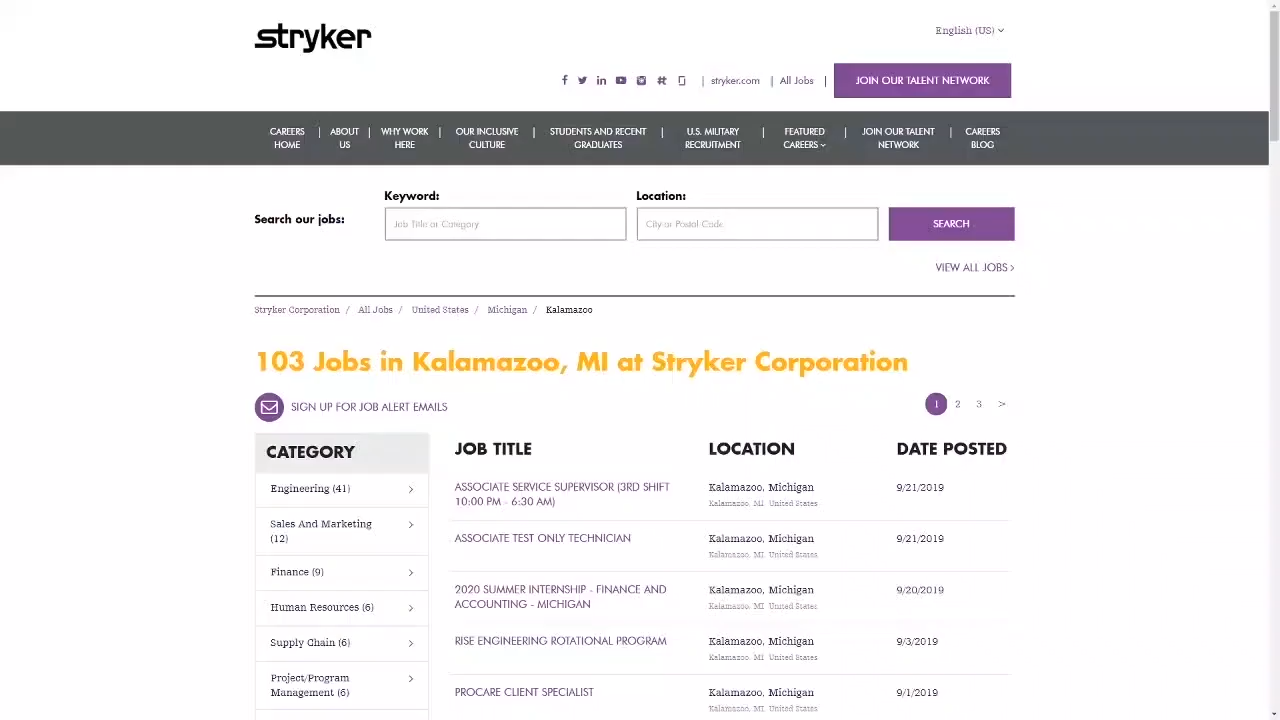 stryker
English (US)
stryker.com | All Jobs |
JOIN OUR TALENT NETWORK
CAREERS HOME | ABOUT US | WHY WORK HERE | OUR INCLUSIVE CULTURE | STUDENTS AND RECENT GRADUATES | U.S. MILITARY RECRUITMENT | FEATURED CAREERS | JOIN OUR TALENT NETWORK | CAREERS BLOG
Search our jobs:
Keyword:
Job Title or Category
Location:
City or Postal Code
SEARCH
VIEW ALL JOBS >
Stryker Corporation / All Jobs / United States / Michigan / Kalamazoo
103 Jobs in Kalamazoo, MI at Stryker Corporation
SIGN UP FOR JOB ALERT EMAILS
1 2 3 >
CATEGORY
Engineering (41)
Sales And Marketing
(12)
Finance (9)
Human Resources (6)
Supply Chain (6)
Project/Program
Management (6)
JOB TITLE LOCATION DATE POSTED
ASSOCIATE SERVICE SUPERVISOR (3RD SHIFT Kalamazoo, Michigan 9/21/2019
10:00 PM - 6:30 AM) Kalamazoo, MI United States
ASSOCIATE TEST ONLY TECHNICIAN Kalamazoo, Michigan 9/21/2019
Kalamazoo, MI United States
2020 SUMMER INTERNSHIP - FINANCE AND Kalamazoo, Michigan 9/20/2019
ACCOUNTING - MICHIGAN Kalamazoo, MI United States
RISE ENGINEERING ROTATIONAL PROGRAM Kalamazoo, Michigan 9/3/2019
Kalamazoo, MI United States
PROCARE CLIENT SPECIALIST Kalamazoo, Michigan 9/1/2019
Kalamazoo, MI United States